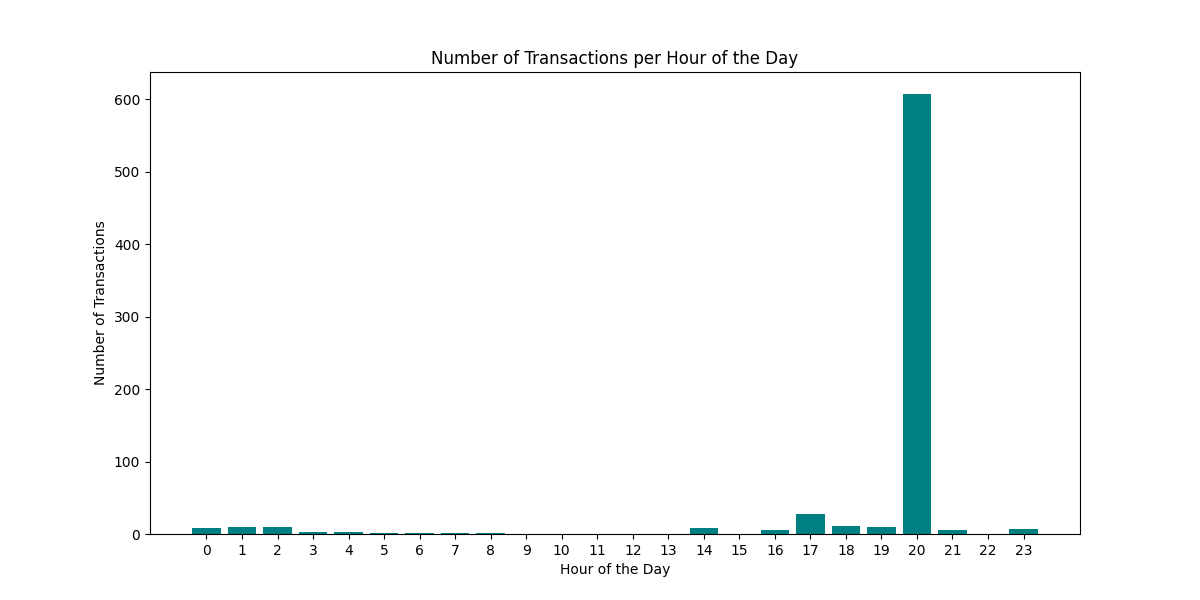 Number of Transactions per Hour of the Day
Number of Transactions
600
500
400
300
200
100
0
0 1 2 3 4 5 6 7 8 9 10 11 12 13 14 15 16 17 18 19 20 21 22 23
Hour of the Day